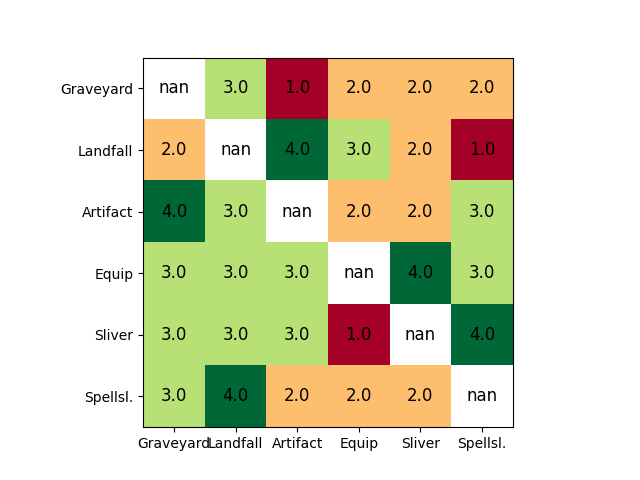 Graveyard nan 3.0 1.0 2.0 2.0 2.0
Landfall 2.0 nan 4.0 3.0 2.0 1.0
Artifact 4.0 3.0 nan 2.0 2.0 3.0
Equip 3.0 3.0 3.0 nan 4.0 3.0
Sliver 3.0 3.0 3.0 1.0 nan 4.0
Spellsl. 3.0 4.0 2.0 2.0 2.0 nan
Graveyard Landfall Artifact Equip Sliver Spellsl.